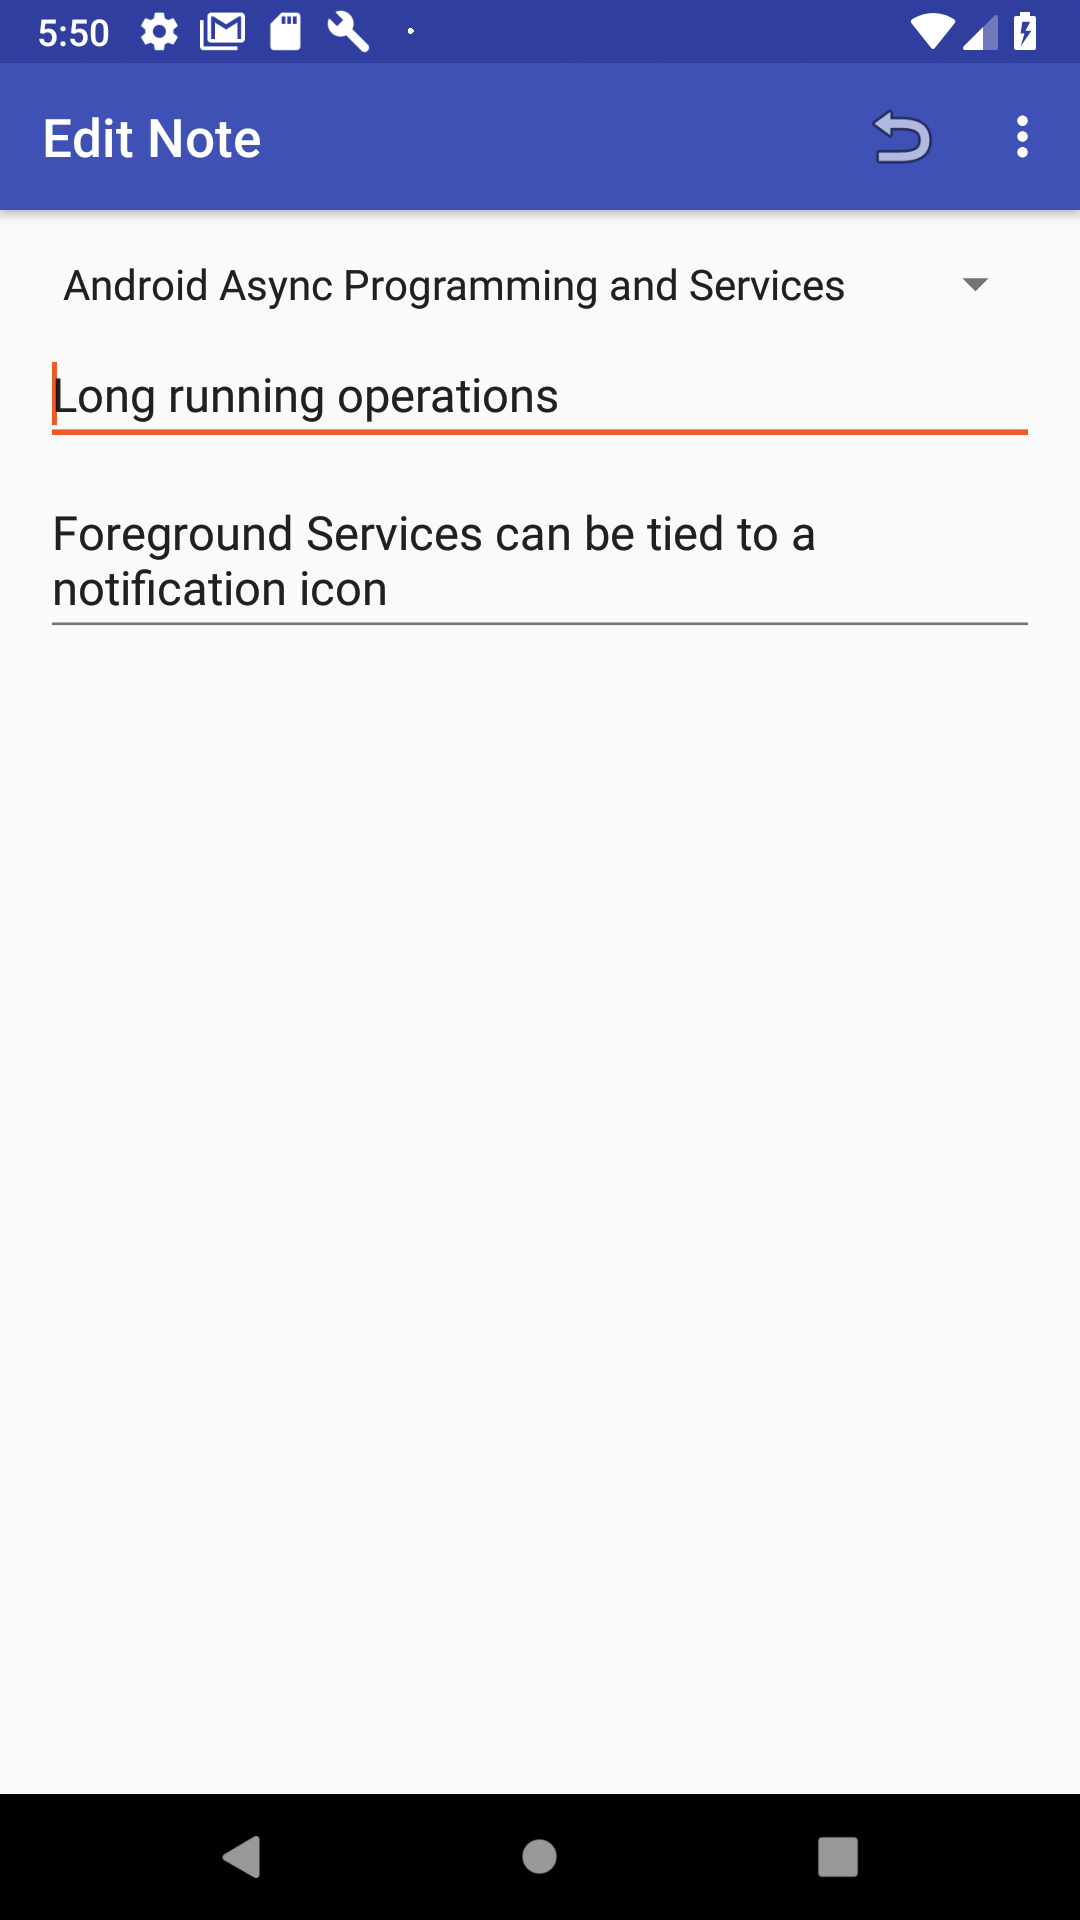 5:50
Edit Note
Android Async Programming and Services
Long running operations
Foreground Services can be tied to a
notification icon